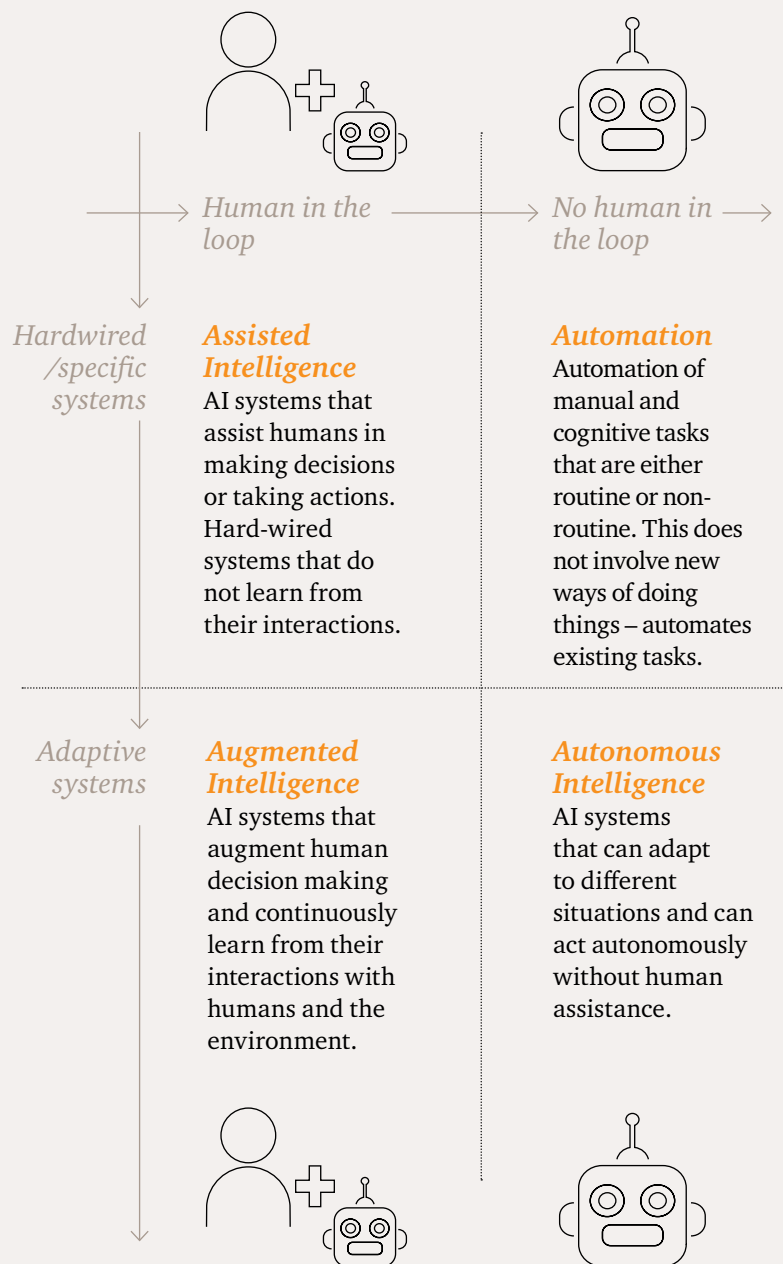 Human in the
loop
No human in
the loop
Hardwired
/specific
systems
Assisted
Intelligence
AI systems that
assist humans in
making decisions
or taking actions.
Hard-wired
systems that do
not learn from
their interactions.
Automation
Automation of
manual and
cognitive tasks
that are either
routine or non-
routine. This does
not involve new
ways of doing
things – automates
existing tasks.
Adaptive
systems
Augmented
Intelligence
AI systems that
augment human
decision making
and continuously
learn from their
interactions with
humans and the
environment.
Autonomous
Intelligence
AI systems
that can adapt
to different
situations and can
act autonomously
without human
assistance.